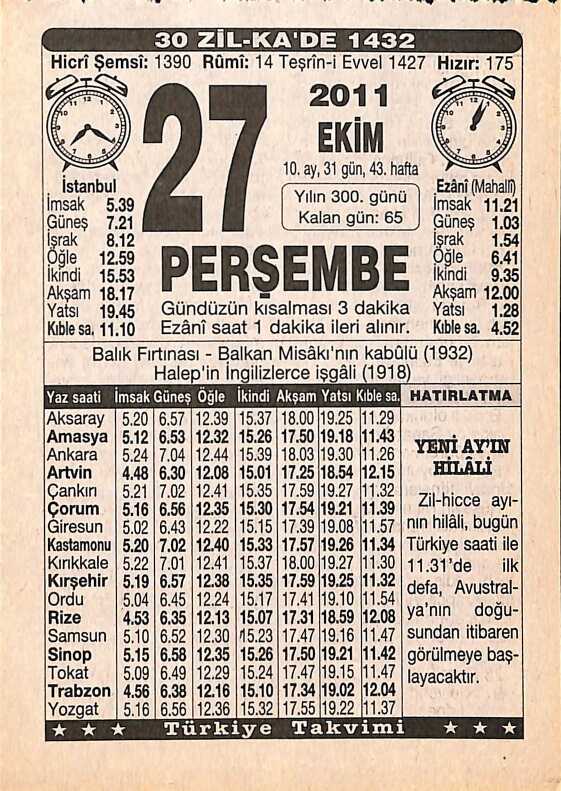 30 ZİL-KA'DE 1432
Hicrî Şemsî: 1390 Rûmî: 14 Teşrîn-i Evvel 1427 Hızır: 175
27
2011
EKİM
10. ay, 31 gün, 43. hafta
Yılın 300. günü
Kalan gün: 65
PERŞEMBE
Gündüzün kısalması 3 dakika
Ezânî saat 1 dakika ileri alınır.
İstanbul
İmsak 5.39
Güneş 7.21
İşrak 8.12
Öğle 12.59
İkindi 15.53
Akşam 18.17
Yatsı 19.45
Kıble sa. 11.10
Ezânî (Mahallî)
İmsak 11.21
Güneş 1.03
İşrak 1.54
Öğle 6.41
İkindi 9.35
Akşam 12.00
Yatsı 1.28
Kıble sa. 4.52
Balık Fırtınası - Balkan Misâkı'nın kabûlü (1932)
Halep'in İngilizlerce işgâli (1918)
Yaz saati İmsak Güneş Öğle İkindi Akşam Yatsı Kıble sa.
Aksaray 5.20 6.57 12.39 15.37 18.00 19.25 11.29
Amasya 5.12 6.53 12.32 15.26 17.50 19.18 11.43
Ankara 5.24 7.04 12.44 15.39 18.03 19.30 11.26
Artvin 4.48 6.30 12.08 15.01 17.25 18.54 12.15
Çankırı 5.21 7.02 12.41 15.35 17.59 19.27 11.32
Çorum 5.16 6.56 12.35 15.30 17.54 19.21 11.39
Giresun 5.02 6.43 12.22 15.15 17.39 19.08 11.57
Kastamonu 5.20 7.02 12.40 15.33 17.57 19.26 11.34
Kırıkkale 5.22 7.01 12.41 15.37 18.00 19.27 11.30
Kırşehir 5.19 6.57 12.38 15.35 17.59 19.25 11.32
Ordu 5.04 6.45 12.24 15.17 17.41 19.10 11.54
Rize 4.53 6.35 12.13 15.07 17.31 18.59 12.08
Samsun 5.10 6.52 12.30 15.23 17.47 19.16 11.47
Sinop 5.15 6.58 12.35 15.26 17.50 19.21 11.42
Tokat 5.09 6.49 12.29 15.24 17.47 19.15 11.47
Trabzon 4.56 6.38 12.16 15.10 17.34 19.02 12.04
Yozgat 5.16 6.56 12.36 15.32 17.55 19.22 11.37
HATIRLATMA
YENİ AY'IN
HİLÂLİ
Zil-hicce ayı-
nın hilâli, bugün
Türkiye saati ile
11.31'de ilk
defa, Avustral-
ya'nın doğu-
sundan itibaren
görülmeye baş-
layacaktır.
★ ★ ★ Türkiye Takvimi ★ ★ ★